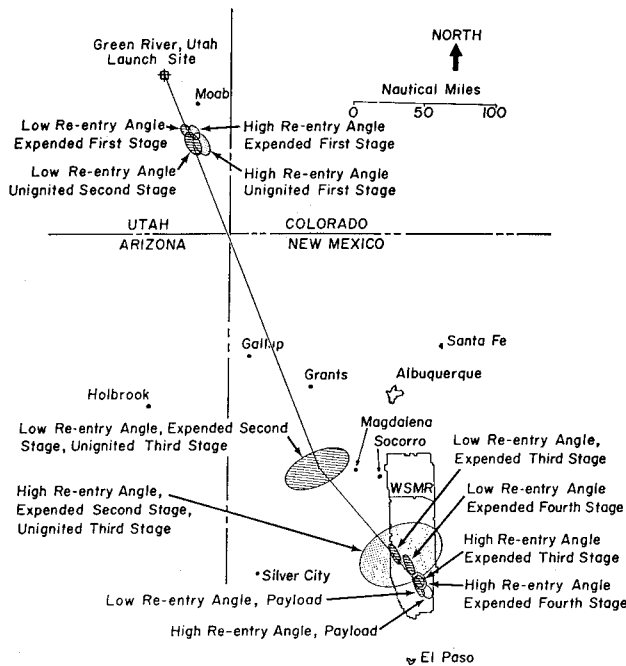 Green River, Utah
Launch Site
NORTH
Nautical Miles
0 50 100
Moab
Low Re-entry Angle
Expended First Stage
High Re-entry Angle
Expended First Stage
Low Re-entry Angle
Unignited Second Stage
High Re-entry Angle
Unignited First Stage
UTAH
COLORADO
ARIZONA
NEW MEXICO
Gallup
Santa Fe
Grants
Albuquerque
Holbrook
Magdalena
Socorro
Low Re-entry Angle, Expended Second
Stage, Unignited Third Stage
Low Re-entry Angle,
Expended Third Stage
WSMR
High Re-entry Angle,
Expended Second Stage,
Unignited Third Stage
Low Re-entry Angle
Expended Fourth Stage
High Re-entry Angle
Expended Third Stage
Silver City
High Re-entry Angle
Expended Fourth Stage
Low Re-entry Angle, Payload
High Re-entry Angle, Payload
El Paso